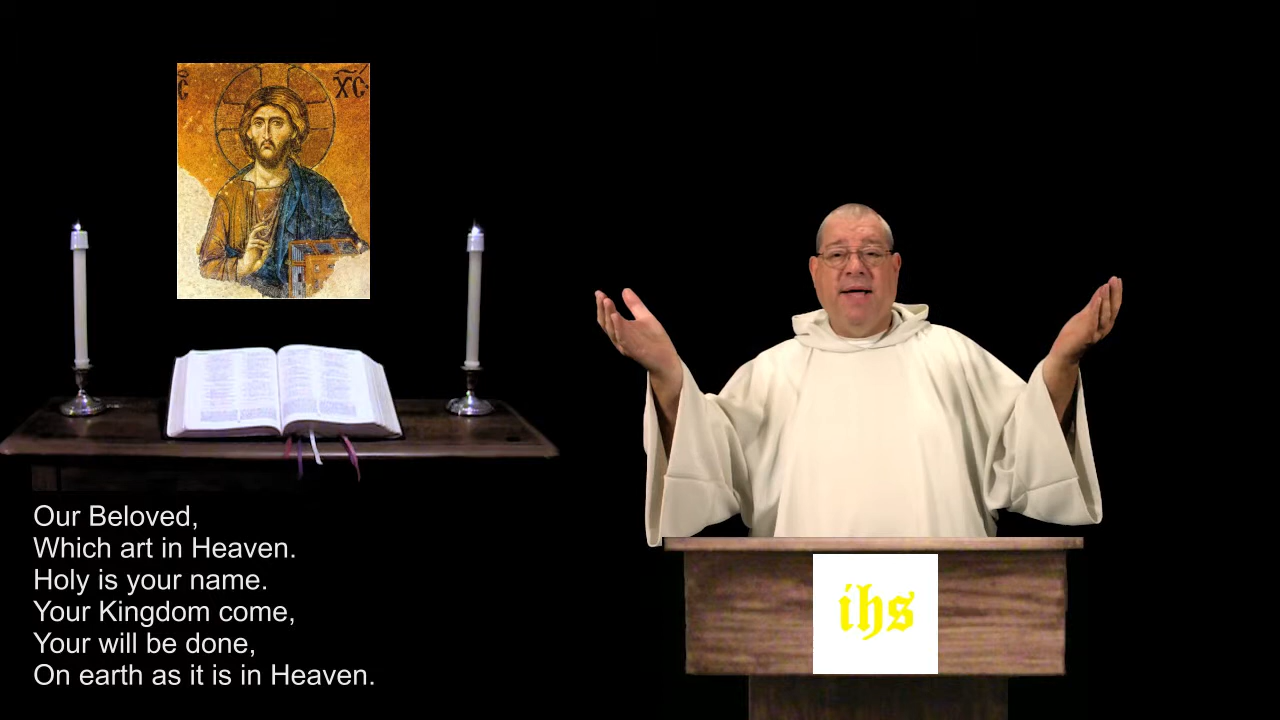 XC
Our Beloved,
Which art in Heaven.
Holy is your name.
Your Kingdom come,
Your will be done,
On earth as it is in Heaven.
ihs